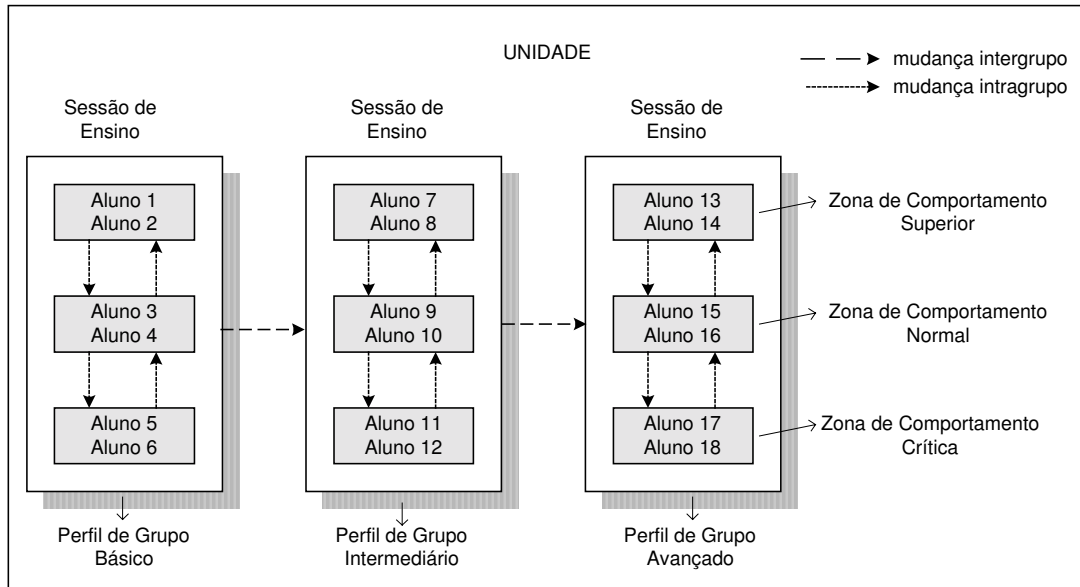 UNIDADE
mudança intergrupo
mudança intragrupo
Sessão de
Ensino
Sessão de
Ensino
Sessão de
Ensino
Aluno 1
Aluno 2
Aluno 3
Aluno 4
Aluno 5
Aluno 6
Aluno 7
Aluno 8
Aluno 9
Aluno 10
Aluno 11
Aluno 12
Aluno 13
Aluno 14
Aluno 15
Aluno 16
Aluno 17
Aluno 18
Zona de Comportamento
Superior
Zona de Comportamento
Normal
Zona de Comportamento
Crítica
Perfil de Grupo
Básico
Perfil de Grupo
Intermediário
Perfil de Grupo
Avançado